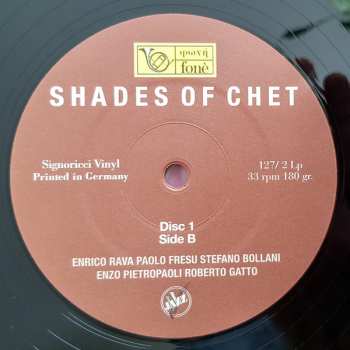 fonè
SHADES OF CHET
Signoricci Vinyl
Printed in Germany
127/ 2 Lp
33 rpm 180 gr.
Disc 1
Side B
ENRICO RAVA PAOLO FRESU STEFANO BOLLANI
ENZO PIETROPAOLI ROBERTO GATTO
JAZZ